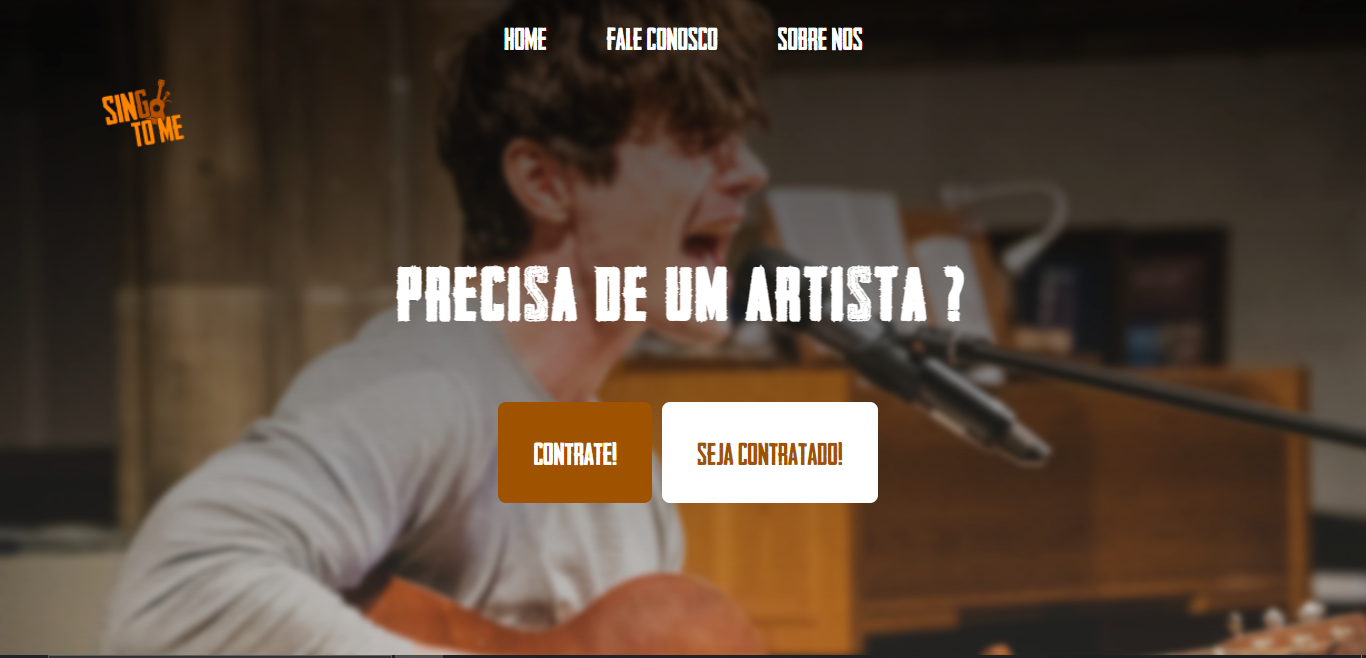 HOME FALE CONOSCO SOBRE NOS
SING
TO ME
PRECISA DE UM ARTISTA ?
CONTRATE! SEJA CONTRATADO!